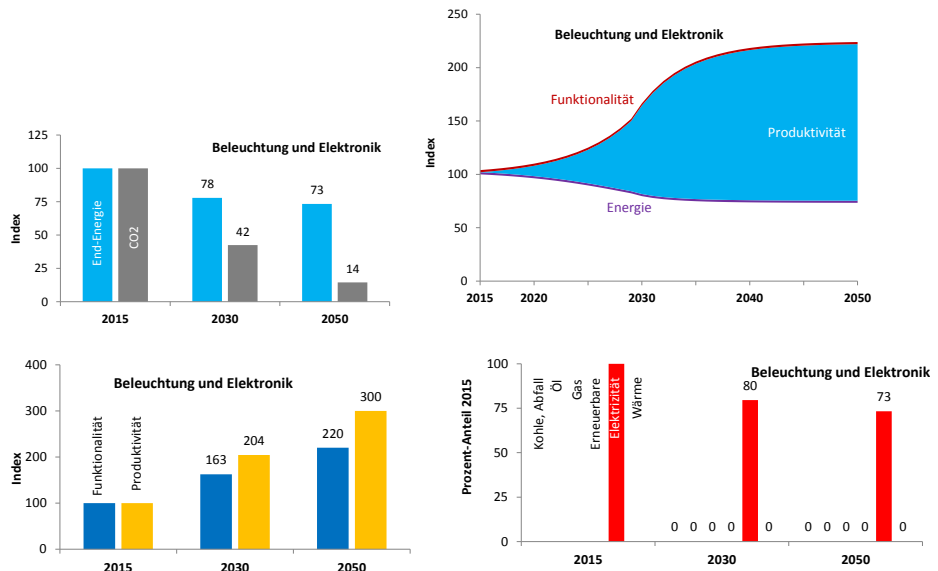 Beleuchtung und Elektronik
Index
125
100
75
50
25
0
End-Energie
CO2
78
42
73
14
2015
2030
2050
Beleuchtung und Elektronik
Index
250
200
150
100
50
0
Funktionalität
Produktivität
Energie
2015
2020
2030
2040
2050
Beleuchtung und Elektronik
Index
400
300
200
100
0
Funktionalität
Produktivität
163
204
220
300
2015
2030
2050
Beleuchtung und Elektronik
Prozent-Anteil 2015
100
75
50
25
0
Kohle, Abfall
Öl
Gas
Erneuerbare
Elektrizität
Wärme
0 0 0 0 80 0
0 0 0 0 73 0
2015
2030
2050